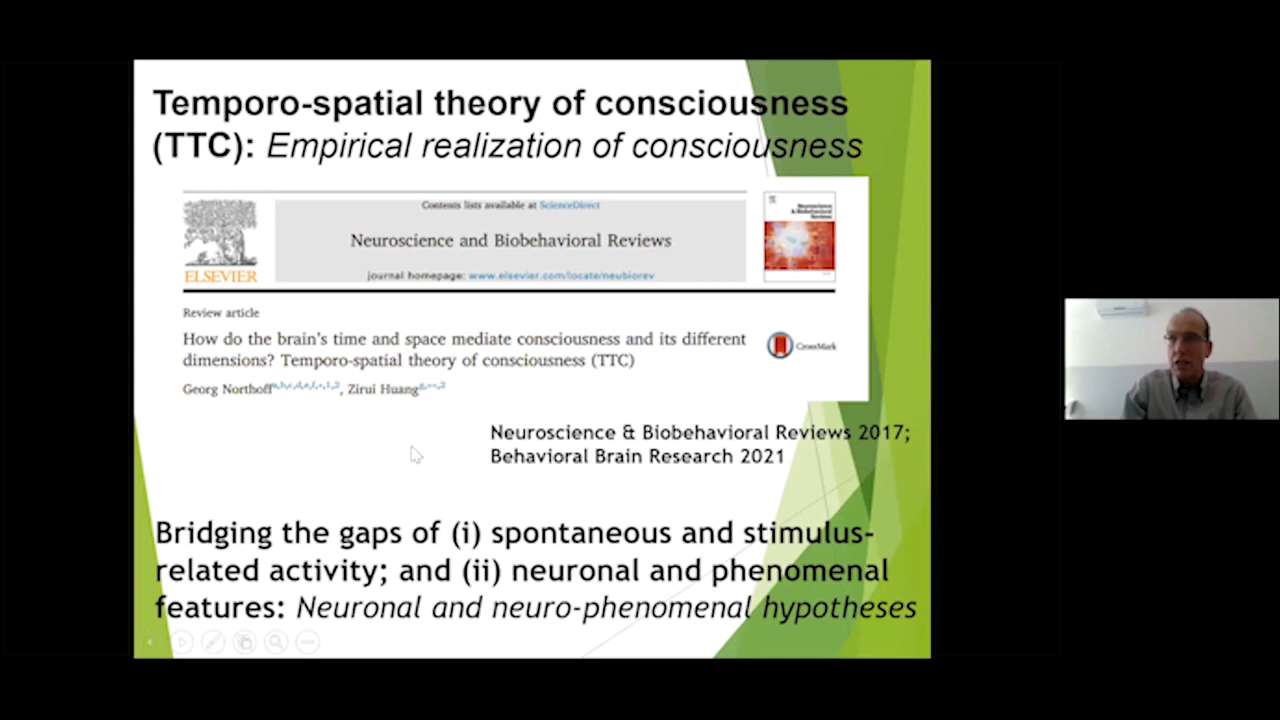 Temporo-spatial theory of consciousness
(TTC): Empirical realization of consciousness
Contents lists available at ScienceDirect
Neuroscience and Biobehavioral Reviews
journal homepage: www.elsevier.com/locate/neubiorev
ELSEVIER
Neuroscience
& Biobehavioral
Reviews
Review article
How do the brain's time and space mediate consciousness and its different
dimensions? Temporo-spatial theory of consciousness (TTC)
CrossMark
Georg Northoff, Zirui Huang
Neuroscience & Biobehavioral Reviews 2017;
Behavioral Brain Research 2021
Bridging the gaps of (i) spontaneous and stimulus-
related activity; and (ii) neuronal and phenomenal
features: Neuronal and neuro-phenomenal hypotheses